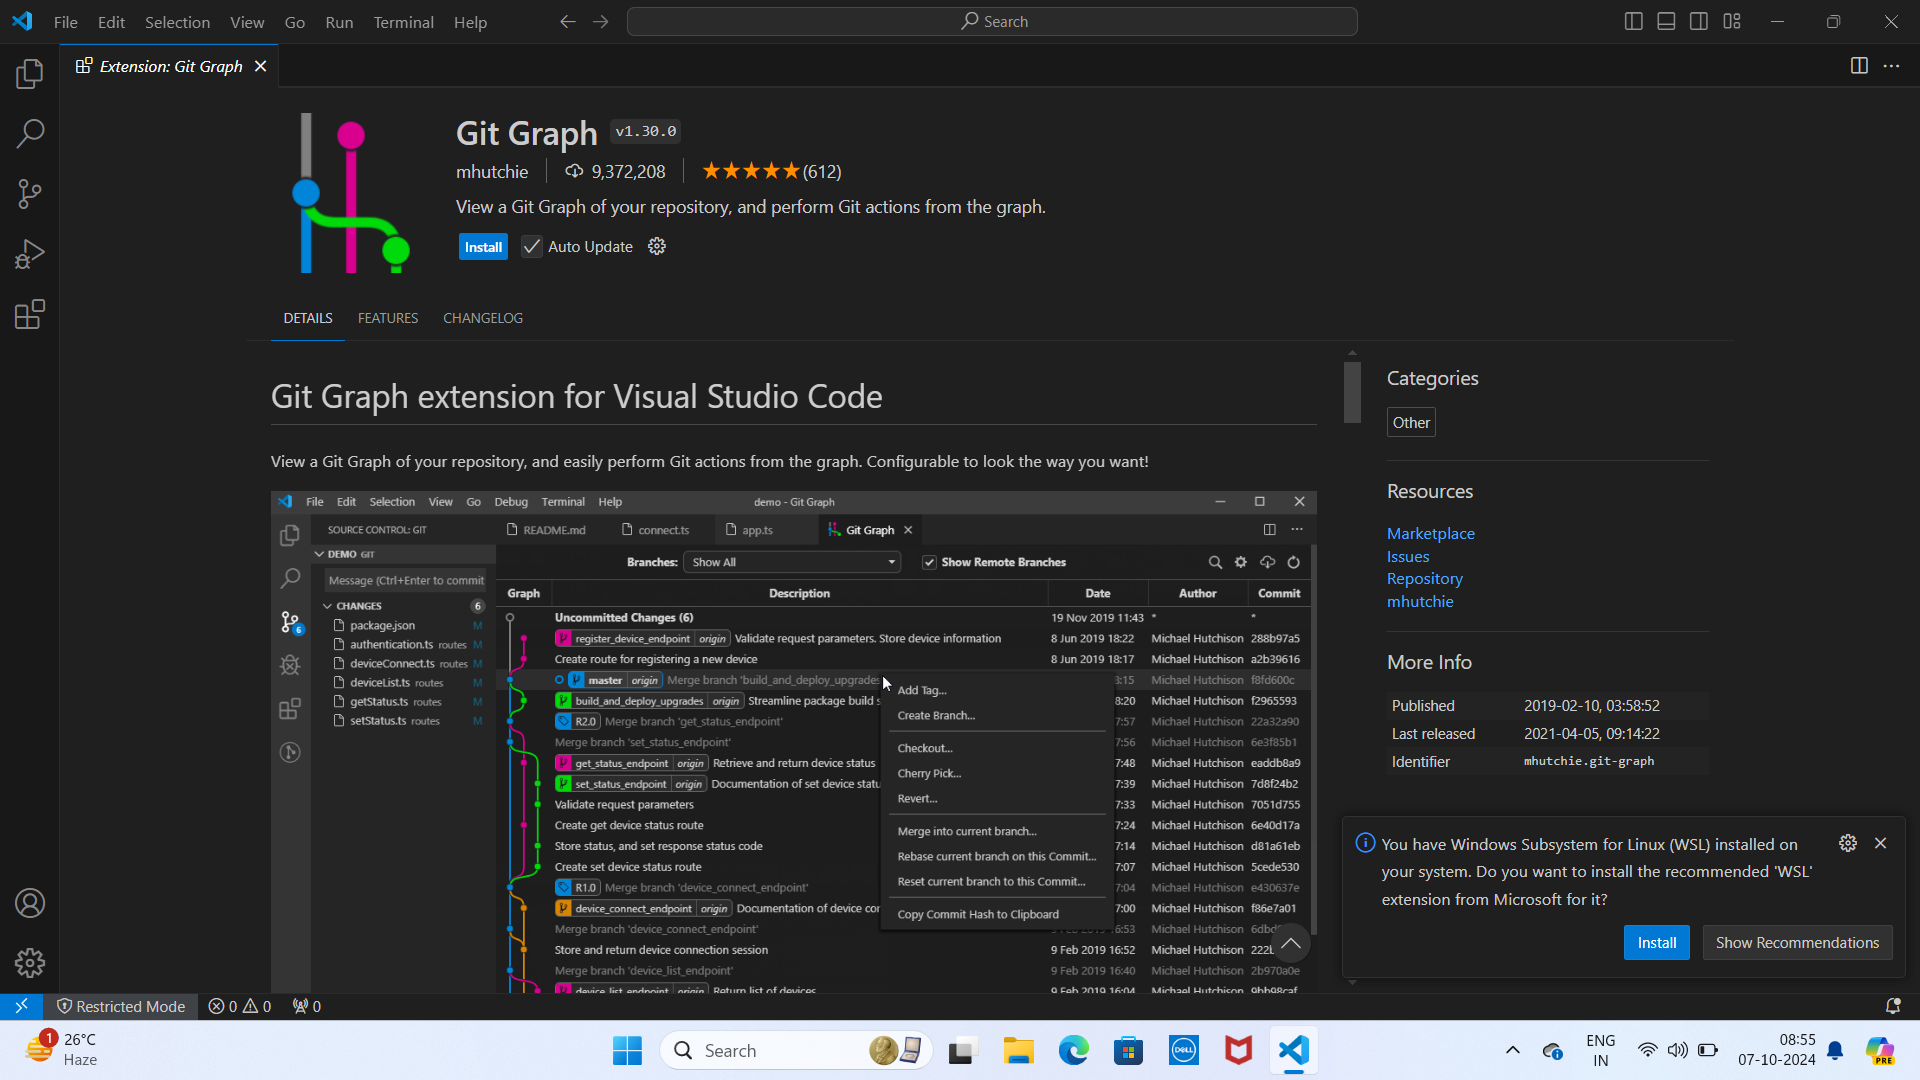 File Edit Selection View Go Run Terminal Help
Search
Extension: Git Graph
Git Graph v1.30.0
mhutchie 9,372,208 ★★★★★(612)
View a Git Graph of your repository, and perform Git actions from the graph.
Install Auto Update
DETAILS FEATURES CHANGELOG
Git Graph extension for Visual Studio Code
View a Git Graph of your repository, and easily perform Git actions from the graph. Configurable to look the way you want!
File Edit Selection View Go Debug Terminal Help demo - Git Graph
SOURCE CONTROL: GIT
DEMO GIT
Message (Ctrl+Enter to commit
CHANGES 6
package.json M
authentication.ts routes M
deviceConnect.ts routes M
deviceList.ts routes M
getStatus.ts routes M
setStatus.ts routes M
6
README.md connect.ts app.ts Git Graph
Branches: Show All Show Remote Branches
Graph Description Date Author Commit
Uncommitted Changes (6) 19 Nov 2019 11:43 * *
register_device_endpoint origin Validate request parameters. Store device information 8 Jun 2019 18:22 Michael Hutchison 288b97a5
Create route for registering a new device 8 Jun 2019 18:17 Michael Hutchison a2b39616
master origin Merge branch 'build_and_deploy_upgrades 3:15 Michael Hutchison f8fd600c
build_and_deploy_upgrades origin Streamline package build s 8:20 Michael Hutchison f2965593
R2.0 Merge branch 'get_status_endpoint' 7:57 Michael Hutchison 22a32a90
Merge branch 'set_status_endpoint' 7:56 Michael Hutchison 6e3f85b1
get_status_endpoint origin Retrieve and return device status 7:48 Michael Hutchison eaddb8a9
set_status_endpoint origin Documentation of set device statu 7:39 Michael Hutchison 7d8f24b2
Validate request parameters 7:33 Michael Hutchison 7051d755
Create get device status route 7:24 Michael Hutchison 6e40d17a
Store status, and set response status code 7:14 Michael Hutchison d81a61eb
Create set device status route 7:07 Michael Hutchison 5cede530
R1.0 Merge branch 'device_connect_endpoint' 7:04 Michael Hutchison e430637e
device_connect_endpoint origin Documentation of device cor 7:00 Michael Hutchison f86e7a01
Merge branch 'device_connect_endpoint' 9 Feb 2019 16:53 Michael Hutchison
Store and return device connection session 9 Feb 2019 16:52 Michael Hutchison
Merge branch 'device_list_endpoint' 9 Feb 2019 16:40 Michael Hutchison 2b970a0e
device_list_endpoint origin Return list of devices 9 Feb 2019 16:04 Michael Hutchison 9bb98caf
Add Tag...
Create Branch...
Checkout...
Cherry Pick...
Revert...
Merge into current branch...
Rebase current branch on this Commit...
Reset current branch to this Commit...
Copy Commit Hash to Clipboard
Categories
Other
Resources
Marketplace
Issues
Repository
mhutchie
More Info
Published 2019-02-10, 03:58:52
Last released 2021-04-05, 09:14:22
Identifier mhutchie.git-graph
You have Windows Subsystem for Linux (WSL) installed on
your system. Do you want to install the recommended 'WSL'
extension from Microsoft for it?
Install Show Recommendations
Restricted Mode 0 0 0
1 26°C
Haze
Search
DELL
ENG
IN
08:55
07-10-2024
PRE